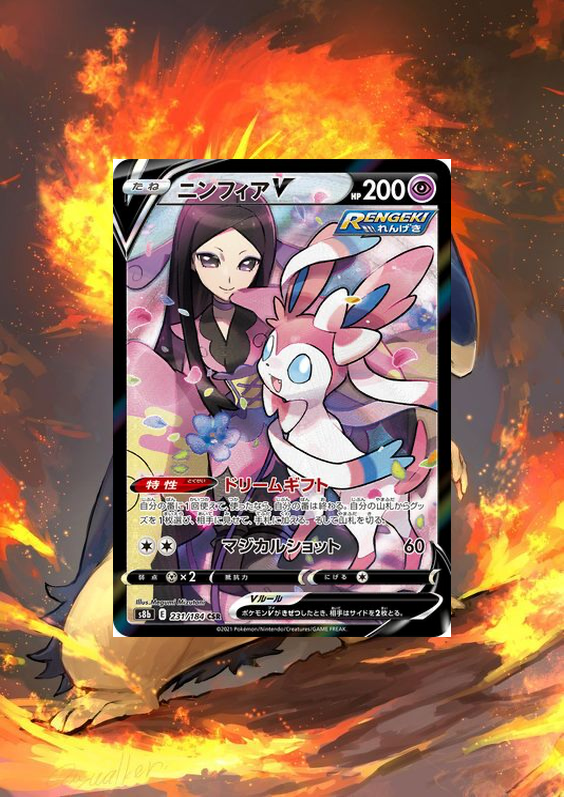 たね ニンフィアV HP 200
RENGEKI
れんげき
特性 とくせい ドリームギフト
自分の番に1回使えて、使ったなら、自分の番は終わる。自分の山札からグッ
ズを1枚選び、相手に見せて、手札に加える。そして山札を切る。
マジカルショット 60
弱点 ×2 抵抗力 にげる
Illus. Megumi Mizutani
Vルール
ポケモンVがきぜつしたとき、相手はサイドを2枚とる。
s8b E 231/184 CSR
©2021 Pokémon/Nintendo/Creatures/GAME FREAK.